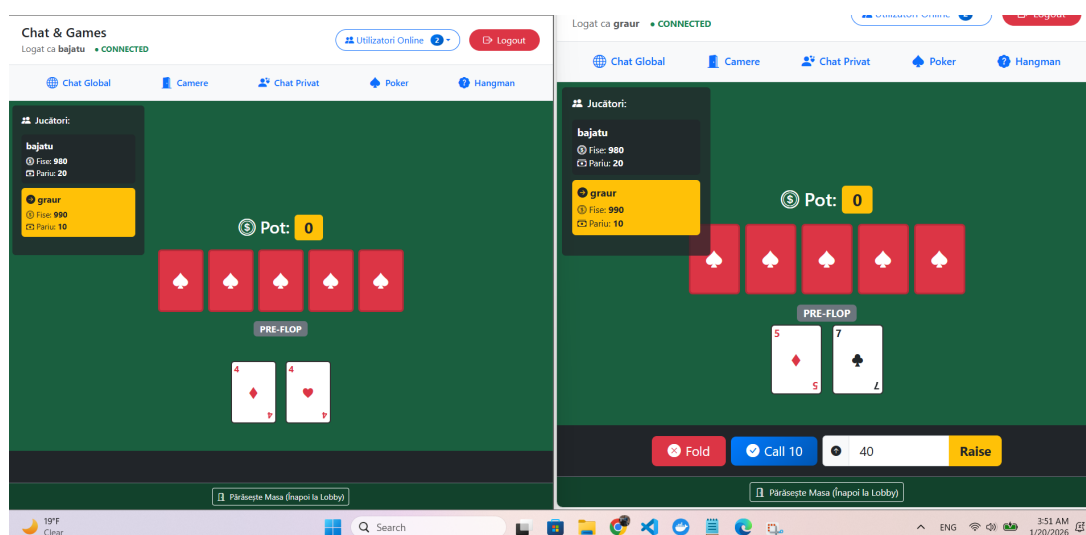 Chat & Games
Logat ca bajatu • CONNECTED
Utilizatori Online 2
Logout
Chat Global
Camere
Chat Privat
Poker
Hangman
Jucători:
bajatu
Fise: 980
Pariu: 20
graur
Fise: 990
Pariu: 10
Pot: 0
PRE-FLOP
4
4
4
4
Părăsește Masa (Înapoi la Lobby)
Logat ca graur • CONNECTED
Utilizatori Online 2
Logout
Chat Global
Camere
Chat Privat
Poker
Hangman
Jucători:
bajatu
Fise: 980
Pariu: 20
graur
Fise: 990
Pariu: 10
Pot: 0
PRE-FLOP
5
5
7
7
Fold
Call 10
40
Raise
Părăsește Masa (Înapoi la Lobby)
19°F
Clear
Search
ENG
3:51 AM
1/20/2026